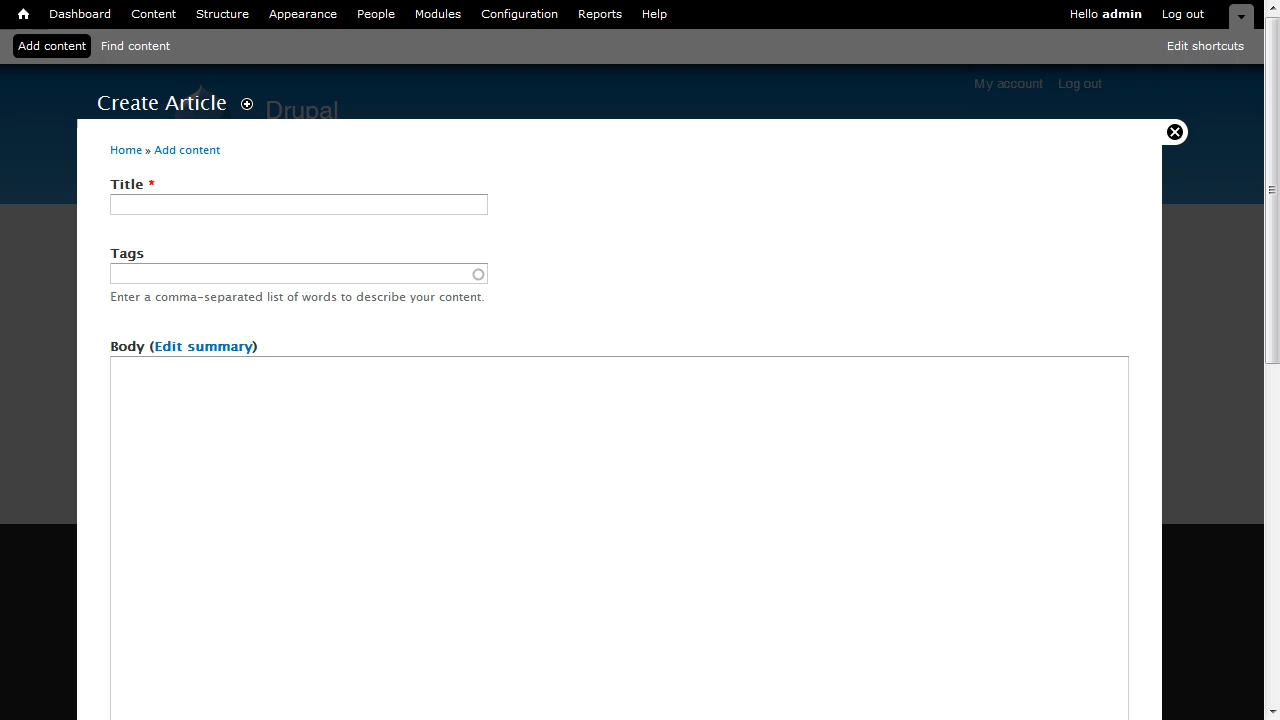 Dashboard Content Structure Appearance People Modules Configuration Reports Help Hello admin Log out
Add content Find content Edit shortcuts
My account Log out
Create Article
Drupal
Home » Add content
Title *
Tags
Enter a comma-separated list of words to describe your content.
Body (Edit summary)